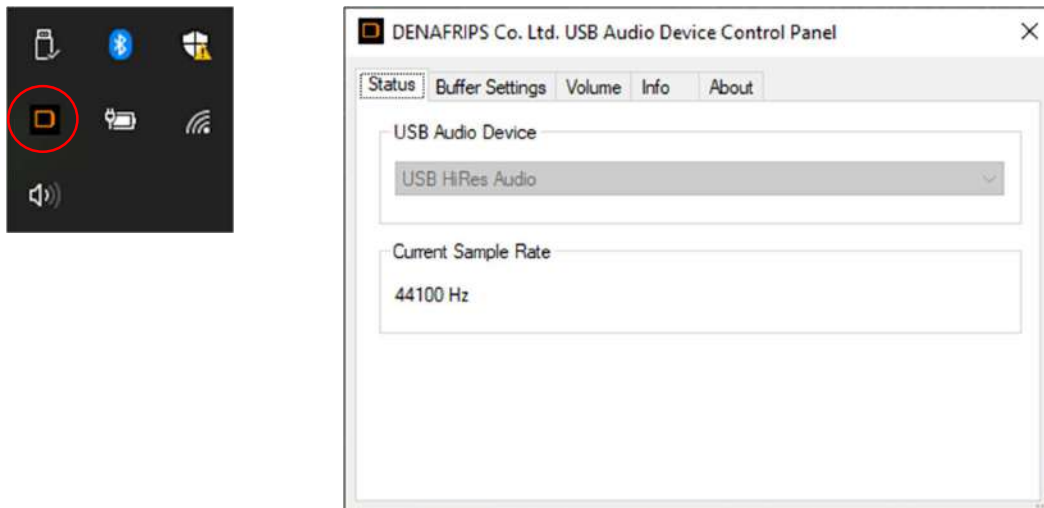 DENAFRIPS Co. Ltd. USB Audio Device Control Panel
Status Buffer Settings Volume Info About
USB Audio Device
USB HiRes Audio
Current Sample Rate
44100 Hz